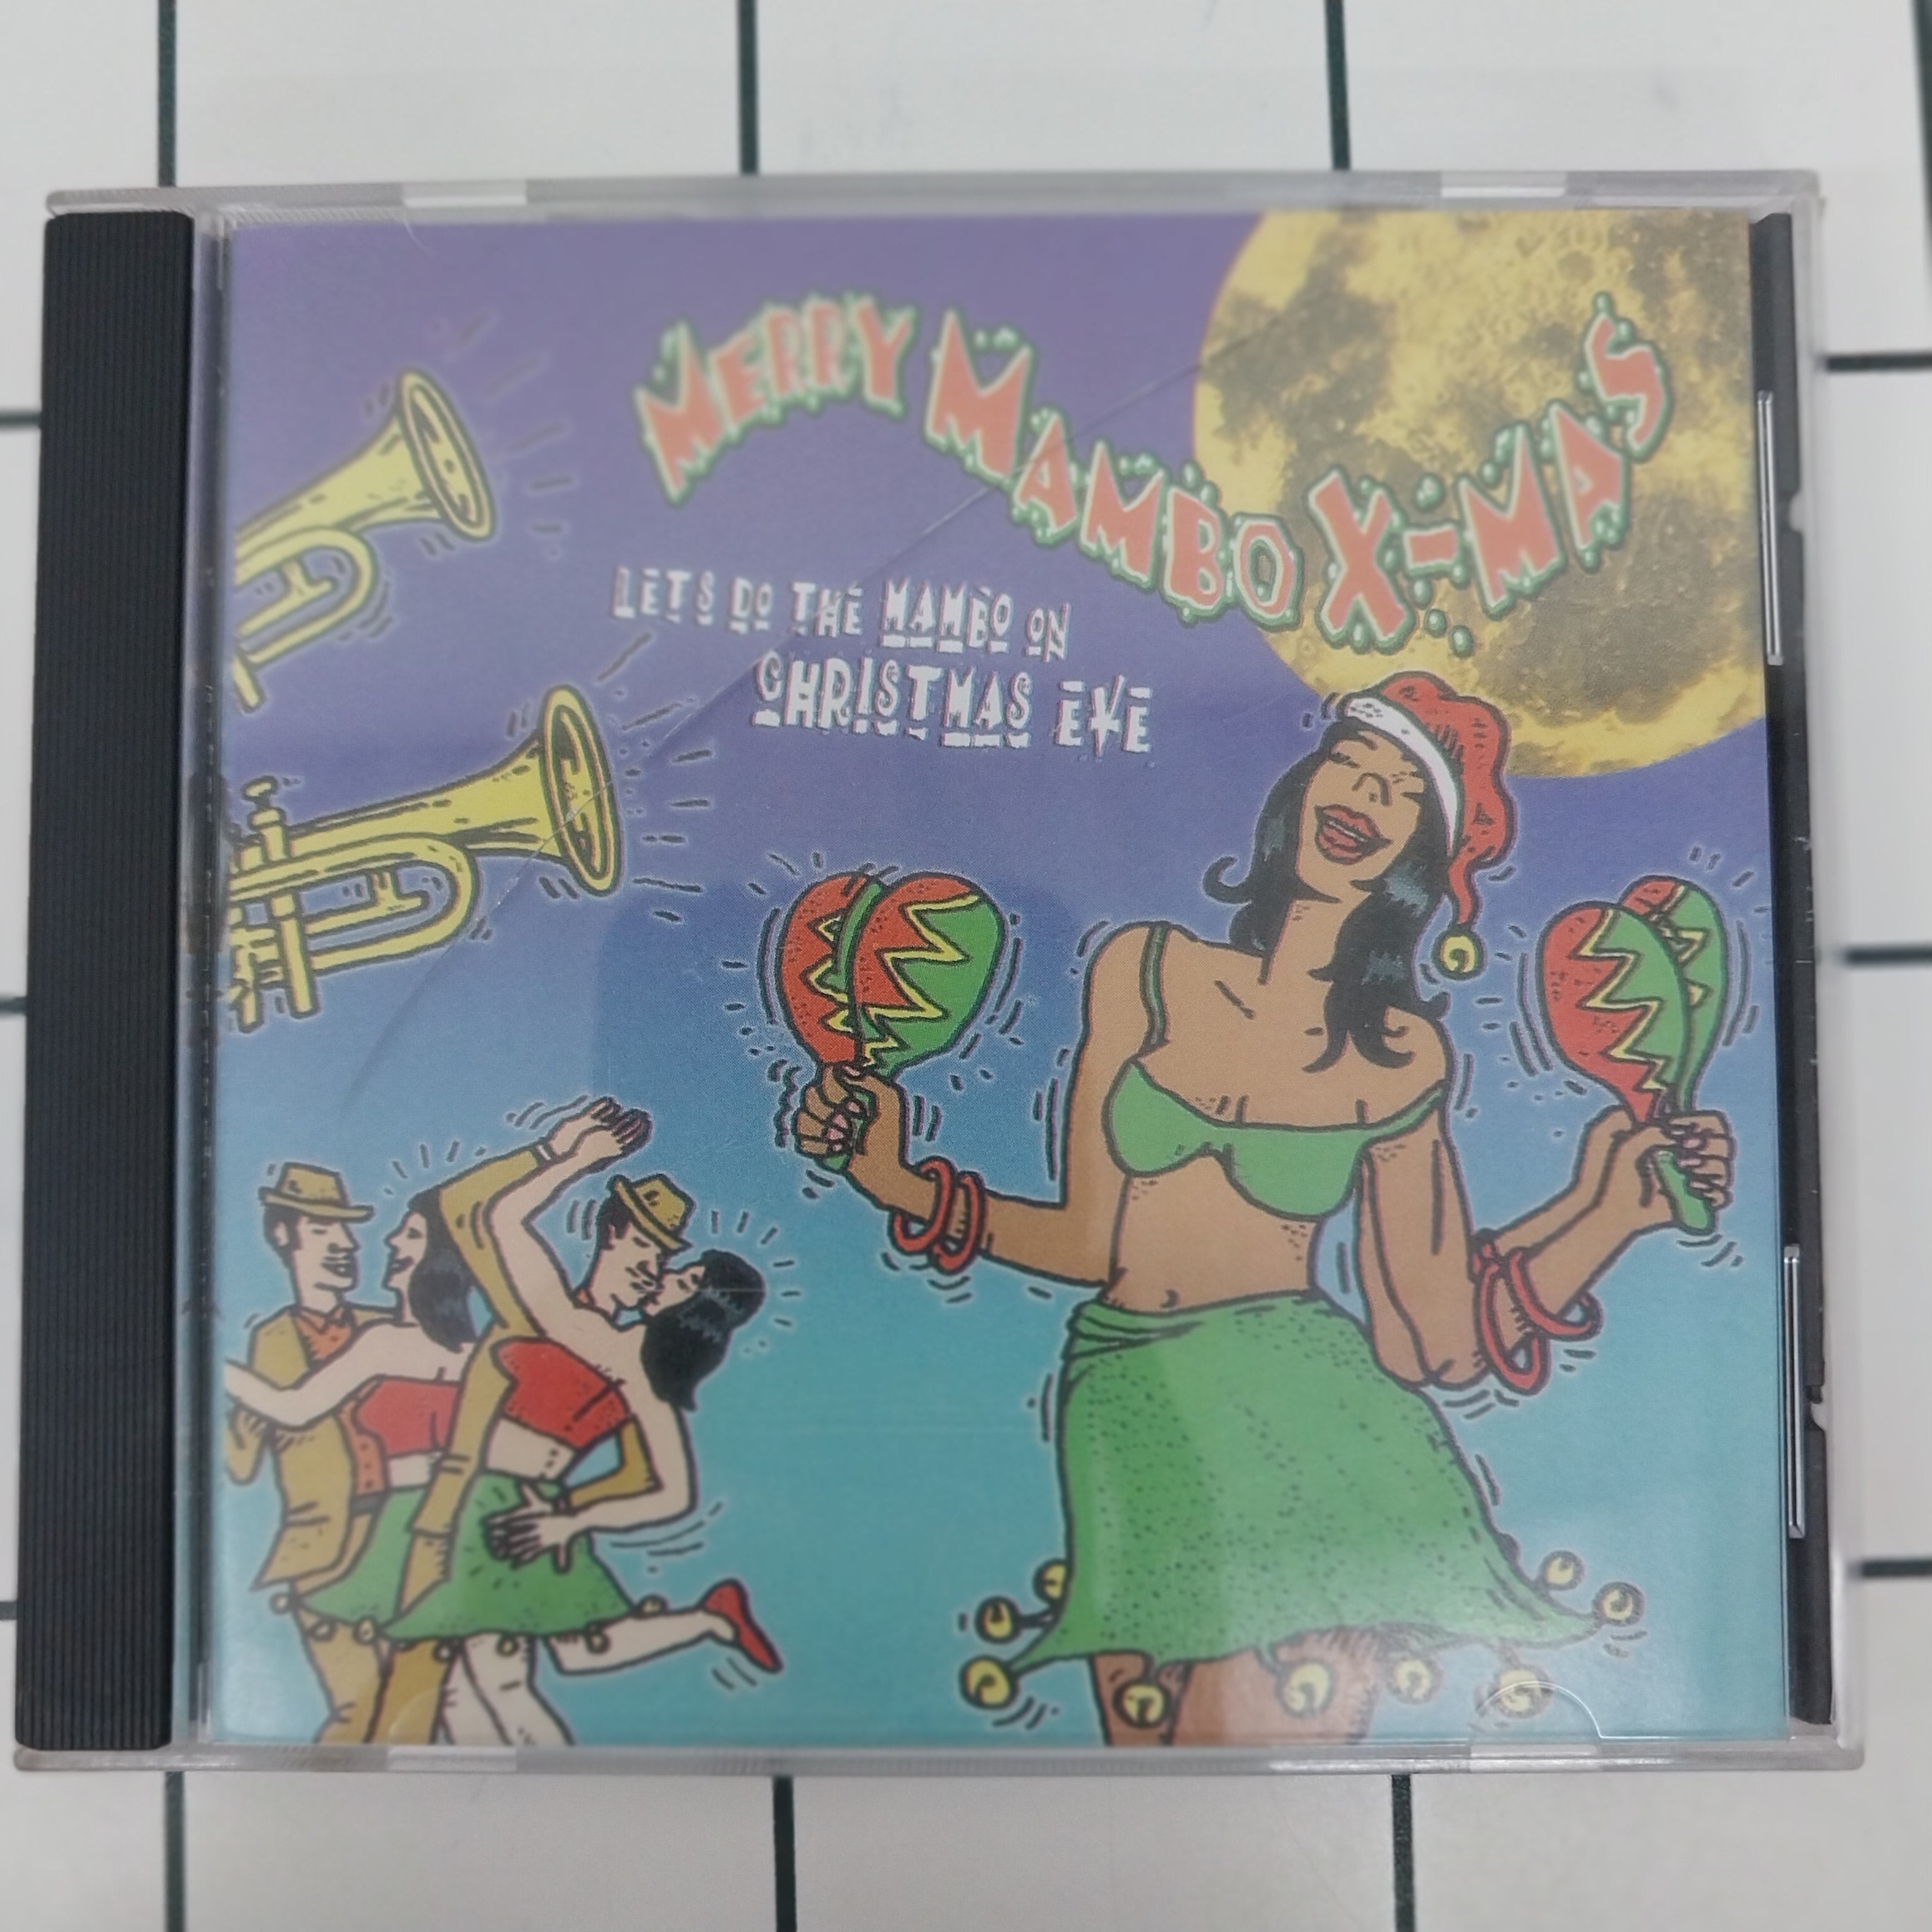 MERRY MAMBO X-MAS
LETS DO THE MAMBO ON
CHRISTMAS EVE